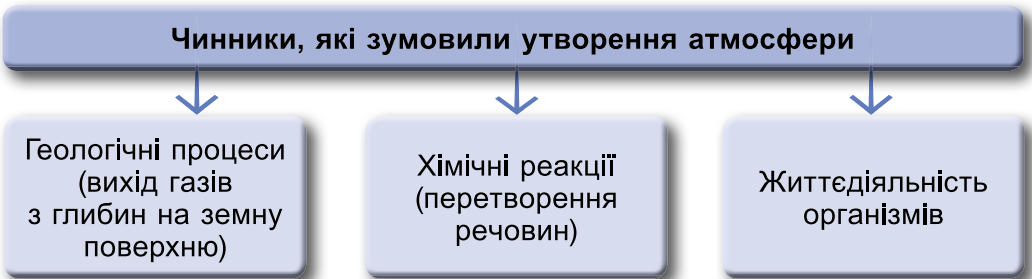 Чинники, які зумовили утворення атмосфери
Геологічні процеси
(вихід газів
з глибин на земну
поверхню)
Хімічні реакції
(перетворення
речовин)
Життєдіяльність
організмів